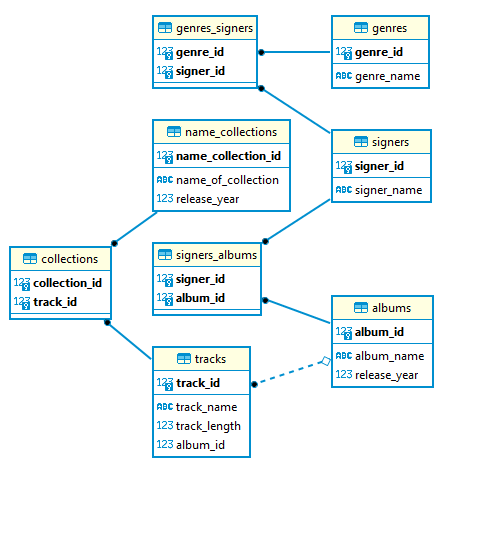 genres_signers
123 genre_id
123 signer_id
genres
123 genre_id
ABC genre_name
name_collections
123 name_collection_id
ABC name_of_collection
123 release_year
signers
123 signer_id
ABC signer_name
collections
123 collection_id
123 track_id
signers_albums
123 signer_id
123 album_id
albums
123 album_id
ABC album_name
123 release_year
tracks
123 track_id
ABC track_name
123 track_length
123 album_id